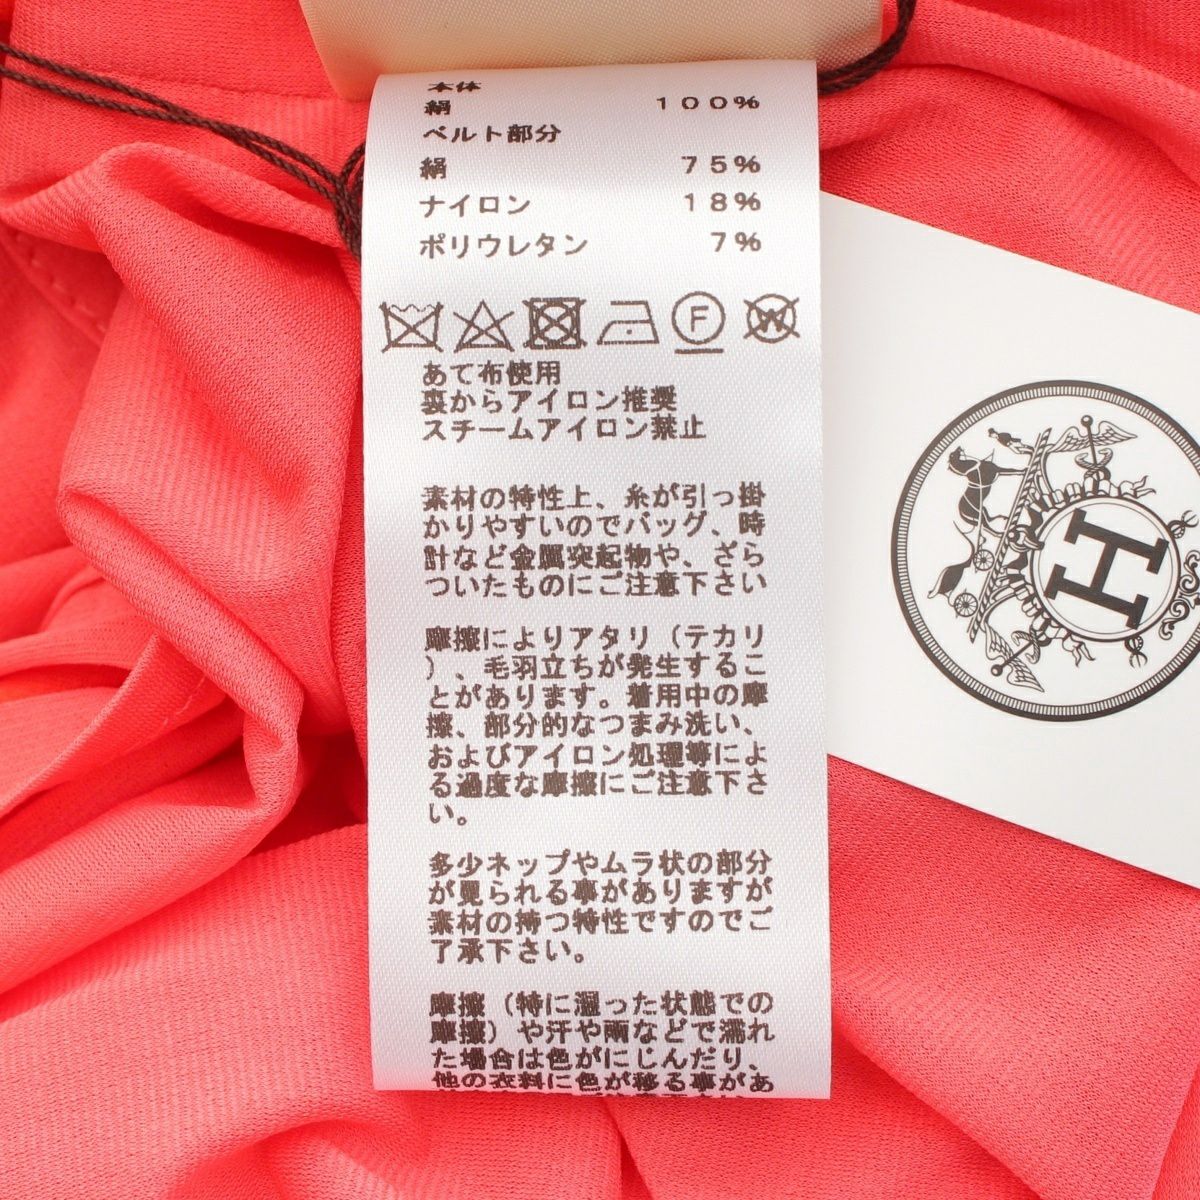 本体
絹 100%
ベルト部分
絹 75%
ナイロン 18%
ポリウレタン 7%
F W
あて布使用
裏からアイロン推奨
スチームアイロン禁止
素材の特性上、糸が引っ掛
かりやすいのでバッグ、時
計など金属突起物や、ざら
ついたものにご注意下さい
摩擦によりアタリ（テカリ
）、毛羽立ちが発生するこ
とがあります。着用中の摩
擦、部分的なつまみ洗い、
およびアイロン処理等によ
る過度な摩擦にご注意下さ
い。
多少ネップやムラ状の部分
が見られる事がありますが
素材の持つ特性ですのでご
了承下さい。
摩擦（特に湿った状態での
摩擦）や汗や雨などで濡れ
た場合は色がにじんだり、
他の衣料に色が移る事があ
H